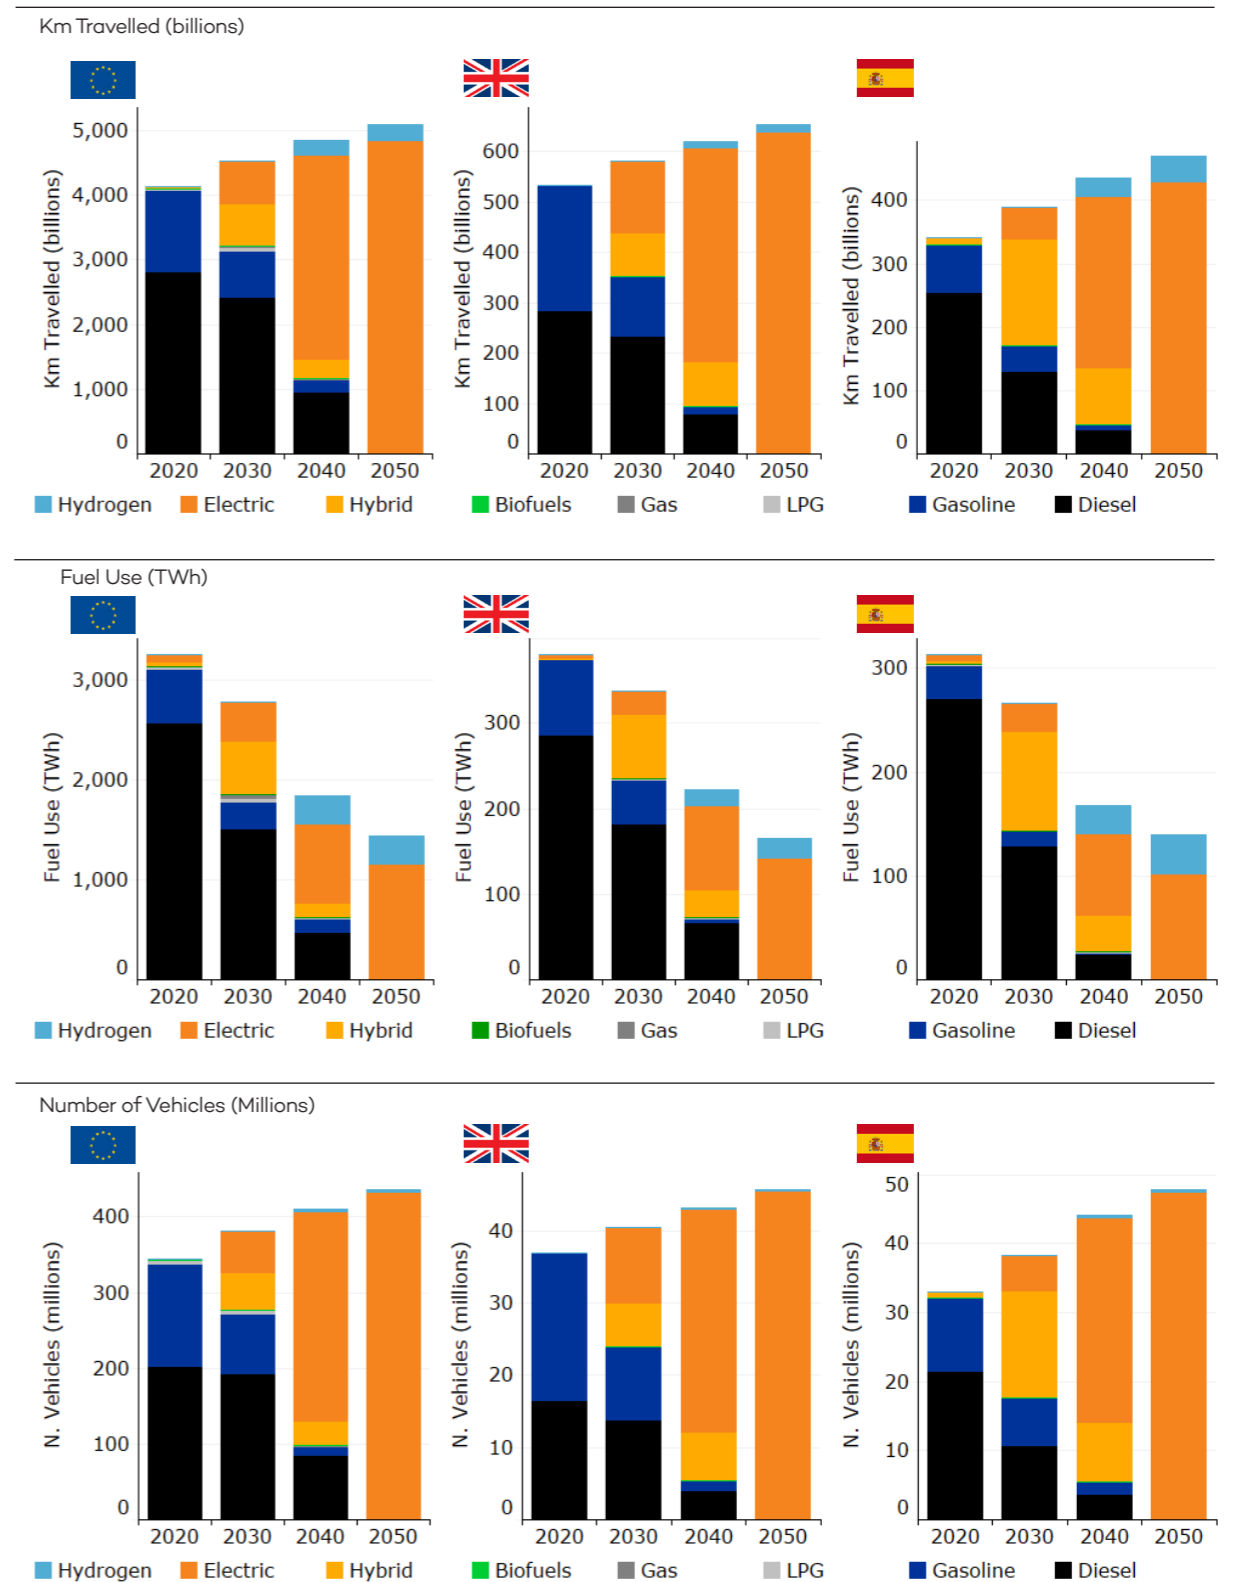 Km Travelled (billions)
Km Travelled (billions)
5,000
4,000
3,000
2,000
1,000
0
2020 2030 2040 2050
Km Travelled (billions)
600
500
400
300
200
100
0
2020 2030 2040 2050
Km Travelled (billions)
400
300
200
100
0
2020 2030 2040 2050
Hydrogen Electric Hybrid Biofuels Gas LPG Gasoline Diesel
Fuel Use (TWh)
Fuel Use (TWh)
3,000
2,000
1,000
0
2020 2030 2040 2050
Fuel Use (TWh)
300
200
100
0
2020 2030 2040 2050
Fuel Use (TWh)
300
200
100
0
2020 2030 2040 2050
Hydrogen Electric Hybrid Biofuels Gas LPG Gasoline Diesel
Number of Vehicles (Millions)
N. Vehicles (millions)
400
300
200
100
0
2020 2030 2040 2050
N. Vehicles (millions)
40
30
20
10
0
2020 2030 2040 2050
N. Vehicles (millions)
50
40
30
20
10
0
2020 2030 2040 2050
Hydrogen Electric Hybrid Biofuels Gas LPG Gasoline Diesel